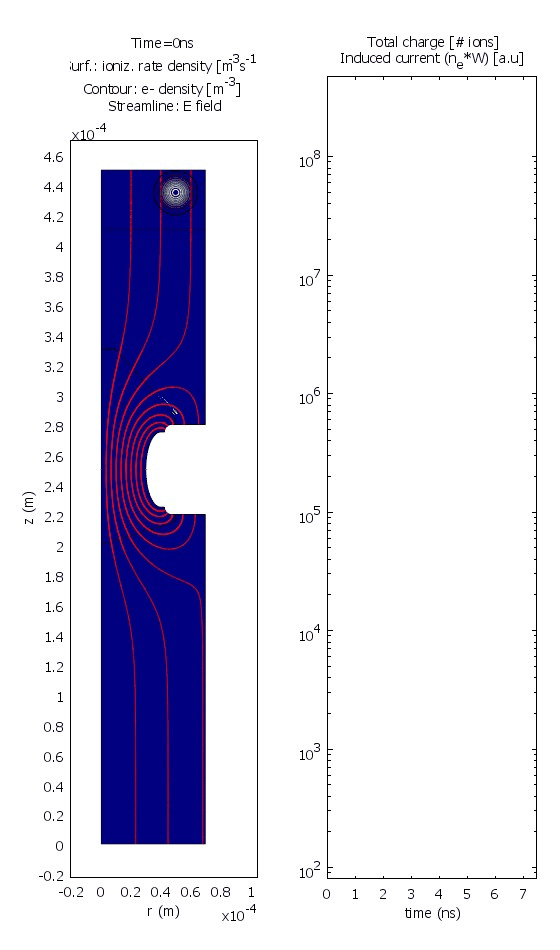 Time=0ns
Surf.: ioniz. rate density [m⁻³s⁻¹
Contour: e- density [m⁻³]
Streamline: E field
x10⁻⁴
4.6
4.4
4.2
4
3.8
3.6
3.4
3.2
3
2.8
2.6
2.4
2.2
2
1.8
1.6
1.4
1.2
1
0.8
0.6
0.4
0.2
0
-0.2
z (m)
-0.2 0 0.2 0.4 0.6 0.8 1
r (m)
x10⁻⁴
Total charge [# ions]
Induced current (nₑ*W) [a.u]
10⁸
10⁷
10⁶
10⁵
10⁴
10³
10²
0 1 2 3 4 5 6 7
time (ns)